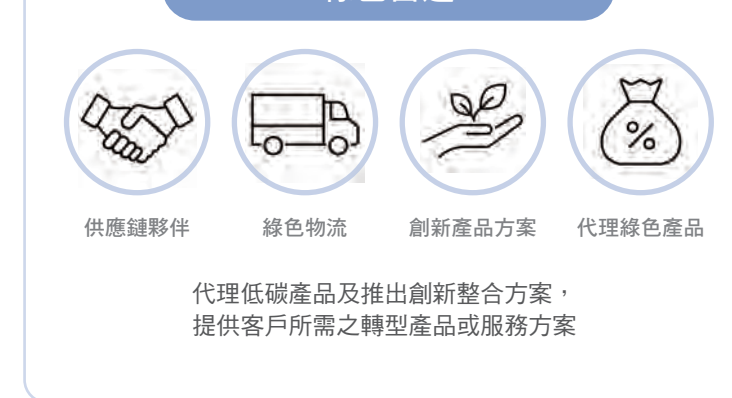 供應鏈夥伴
綠色物流
創新產品方案
代理綠色產品
%
代理低碳產品及推出創新整合方案，
提供客戶所需之轉型產品或服務方案